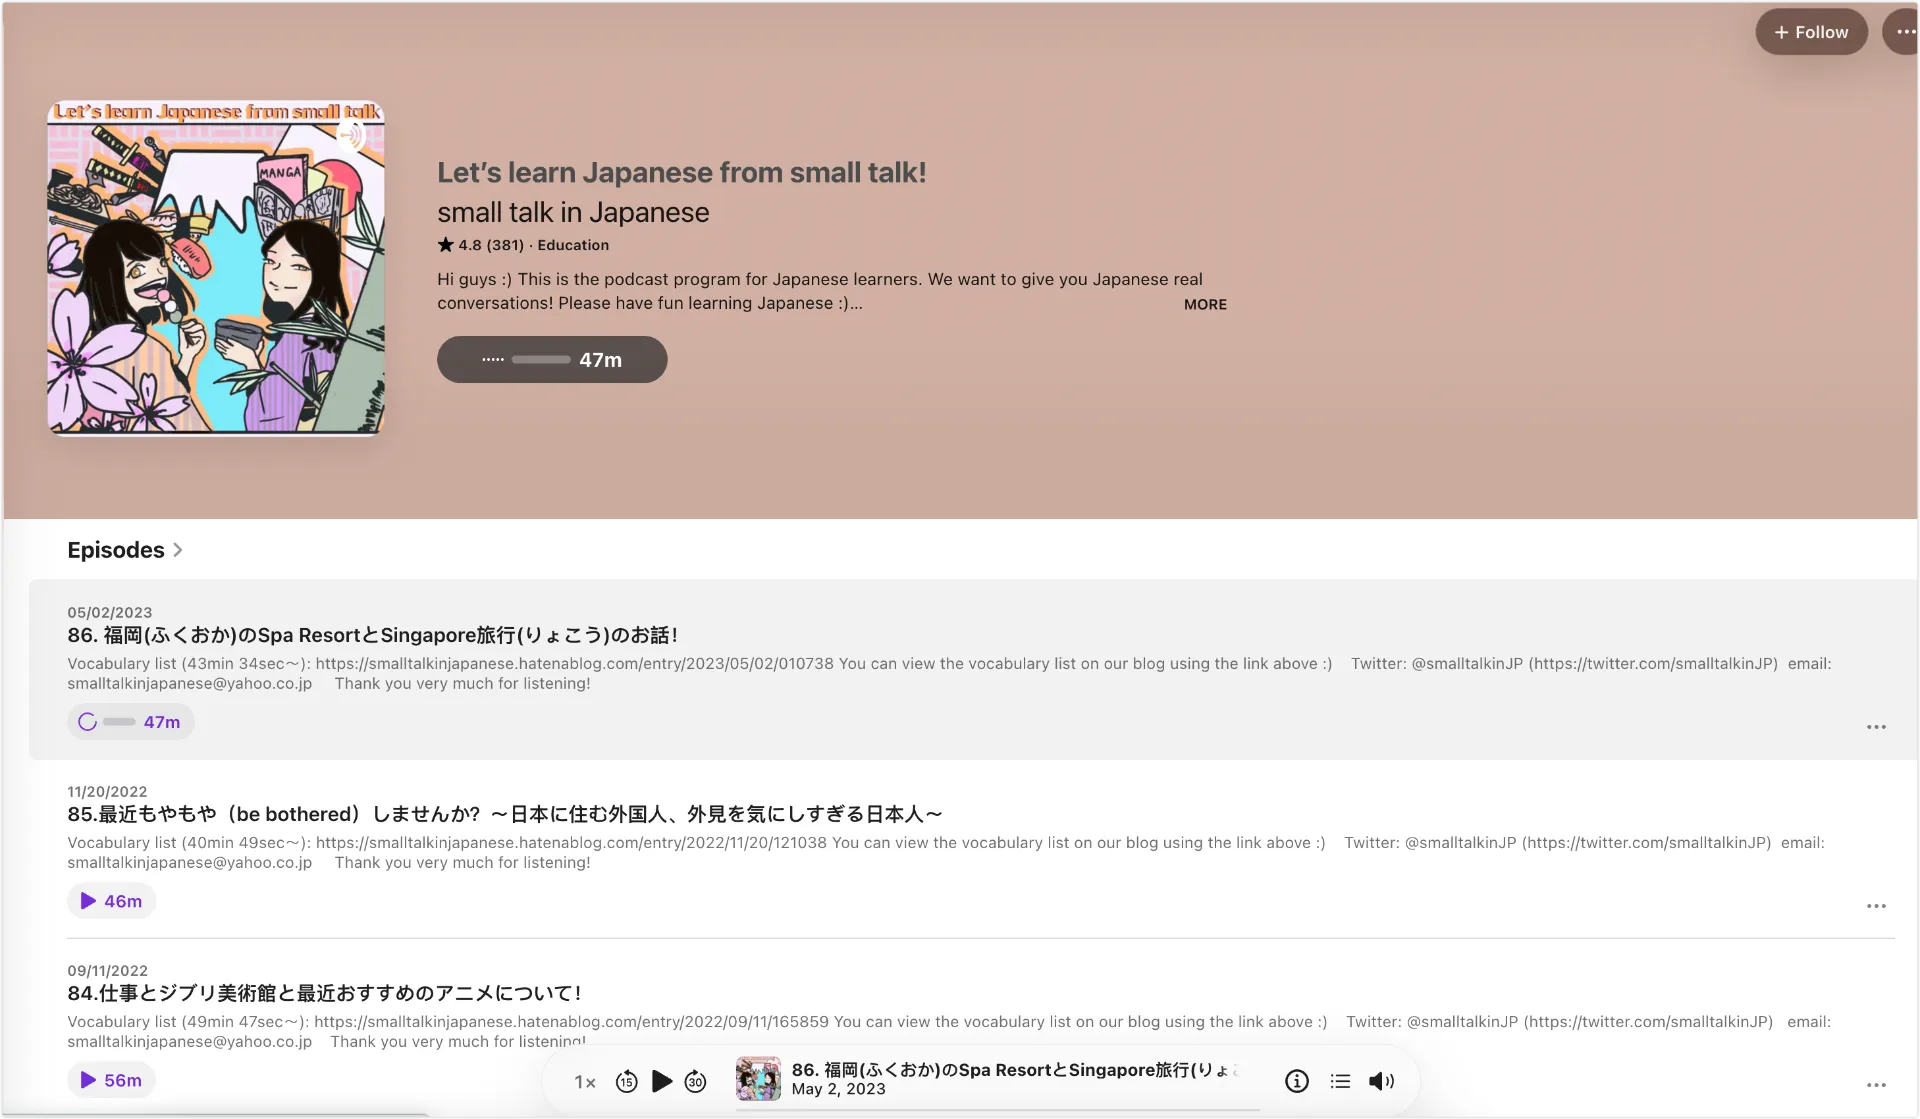 + Follow
Let's learn Japanese from small talk
MANGA
Let’s learn Japanese from small talk!
small talk in Japanese
★ 4.8 (381) · Education
Hi guys :) This is the podcast program for Japanese learners. We want to give you Japanese real
conversations! Please have fun learning Japanese :)...
MORE
47m
Episodes
05/02/2023
86. 福岡(ふくおか)のSpa ResortとSingapore旅行(りょこう)のお話！
Vocabulary list (43min 34sec〜): https://smalltalkinjapanese.hatenablog.com/entry/2023/05/02/010738 You can view the vocabulary list on our blog using the link above :) Twitter: @smalltalkinJP (https://twitter.com/smalltalkinJP) email:
smalltalkinjapanese@yahoo.co.jp Thank you very much for listening!
47m
11/20/2022
85.最近もやもや（be bothered）しませんか？〜日本に住む外国人、外見を気にしすぎる日本人〜
Vocabulary list (40min 49sec〜): https://smalltalkinjapanese.hatenablog.com/entry/2022/11/20/121038 You can view the vocabulary list on our blog using the link above :) Twitter: @smalltalkinJP (https://twitter.com/smalltalkinJP) email:
smalltalkinjapanese@yahoo.co.jp Thank you very much for listening!
46m
09/11/2022
84.仕事とジブリ美術館と最近おすすめのアニメについて！
Vocabulary list (49min 47sec〜): https://smalltalkinjapanese.hatenablog.com/entry/2022/09/11/165859 You can view the vocabulary list on our blog using the link above :) Twitter: @smalltalkinJP (https://twitter.com/smalltalkinJP) email:
smalltalkinjapanese@yahoo.co.jp Thank you very much for listening!
56m
1×
15
30
86. 福岡(ふくおか)のSpa ResortとSingapore旅行(りょ
May 2, 2023